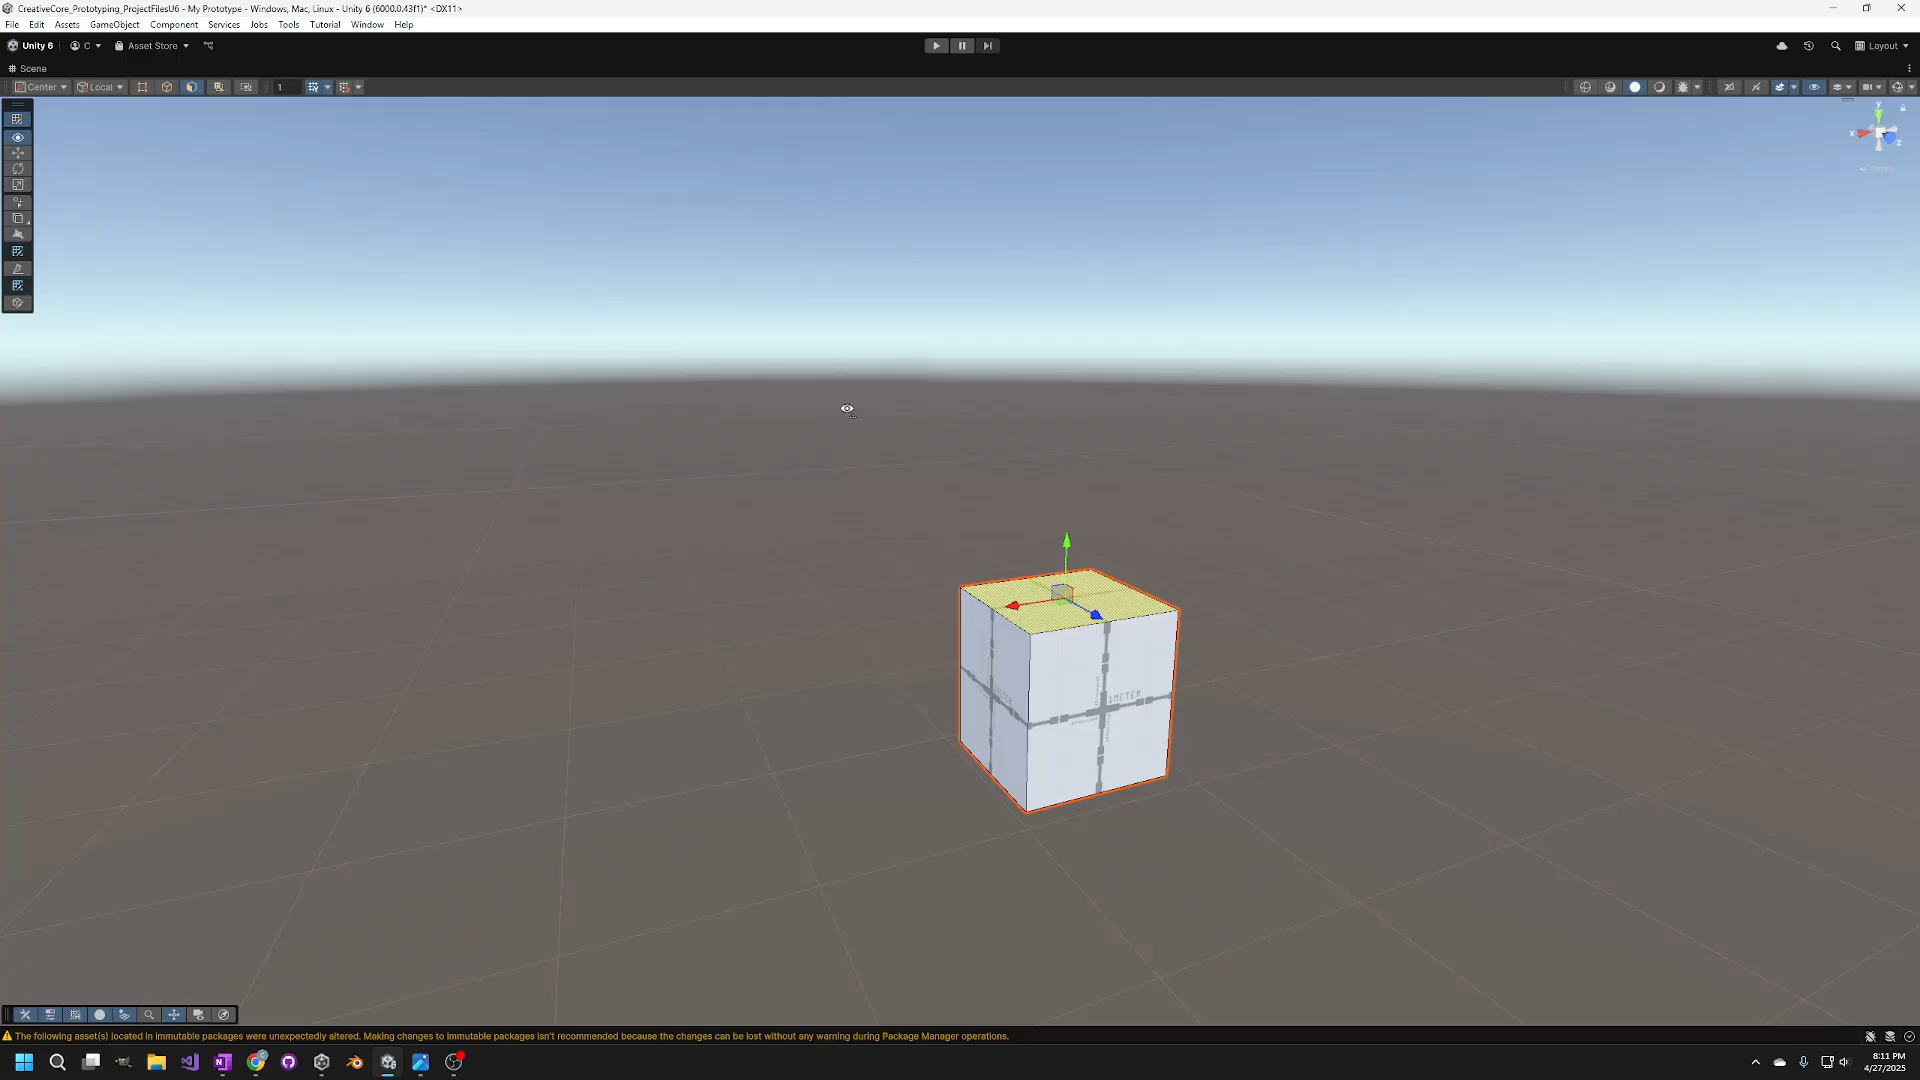 CreativeCore_Prototyping_ProjectFilesU6 - My Prototype - Windows, Mac, Linux - Unity 6 (6000.0.43f1)* <DX11>
File Edit Assets GameObject Component Services Jobs Tools Tutorial Window Help
Unity 6 C Asset Store Layout
Scene
Center Local 1
y
x z
1METER
The following asset(s) located in immutable packages were unexpectedly altered. Making changes to immutable packages isn't recommended because the changes can be lost without any warning during Package Manager operations.
8:11 PM
4/27/2025